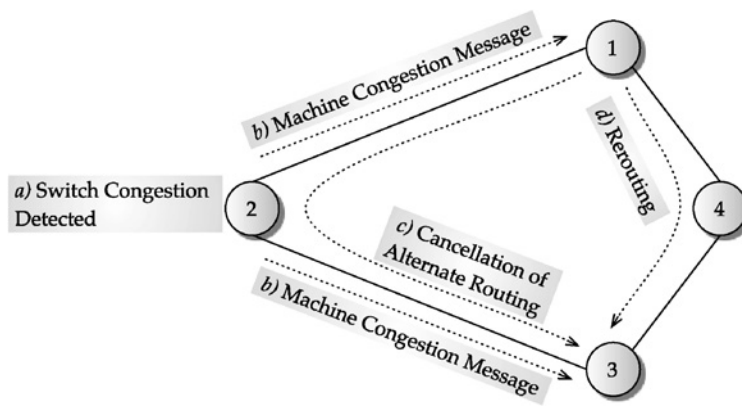 1
b) Machine Congestion Message
d) Rerouting
a) Switch Congestion
Detected
2
4
c) Cancellation of
Alternate Routing
b) Machine Congestion Message
3